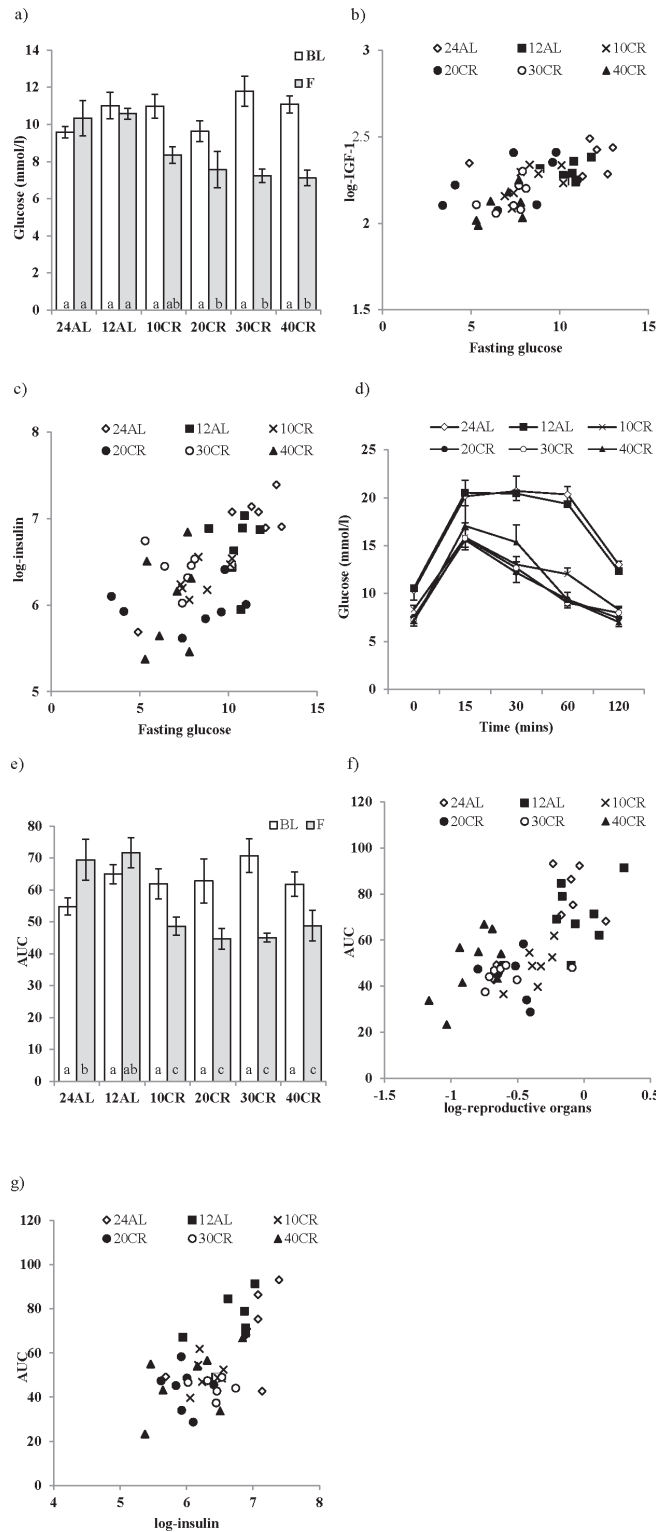 a)
14
12
10
8
6
4
2
0
Glucose (mmol/l)
BL
F
a a a a a ab a b a b a b
24AL 12AL 10CR 20CR 30CR 40CR
b)
3
2.5
2
1.5
log-IGF-1
24AL 12AL 10CR
20CR 30CR 40CR
0 5 10 15
Fasting glucose
c)
8
7
6
5
log-insulin
24AL 12AL 10CR
20CR 30CR 40CR
0 5 10 15
Fasting glucose
d)
24AL 12AL 10CR
20CR 30CR 40CR
25
20
15
10
5
0
Glucose (mmol/l)
0 15 30 60 120
Time (mins)
e)
80
70
60
50
40
30
20
10
0
AUC
BL F
a b a ab a c a c a c a c
24AL 12AL 10CR 20CR 30CR 40CR
f)
120
100
80
60
40
20
0
AUC
24AL 12AL 10CR
20CR 30CR 40CR
-1.5 -1 -0.5 0 0.5
log-reproductive organs
g)
120
100
80
60
40
20
0
AUC
24AL 12AL 10CR
20CR 30CR 40CR
4 5 6 7 8
log-insulin